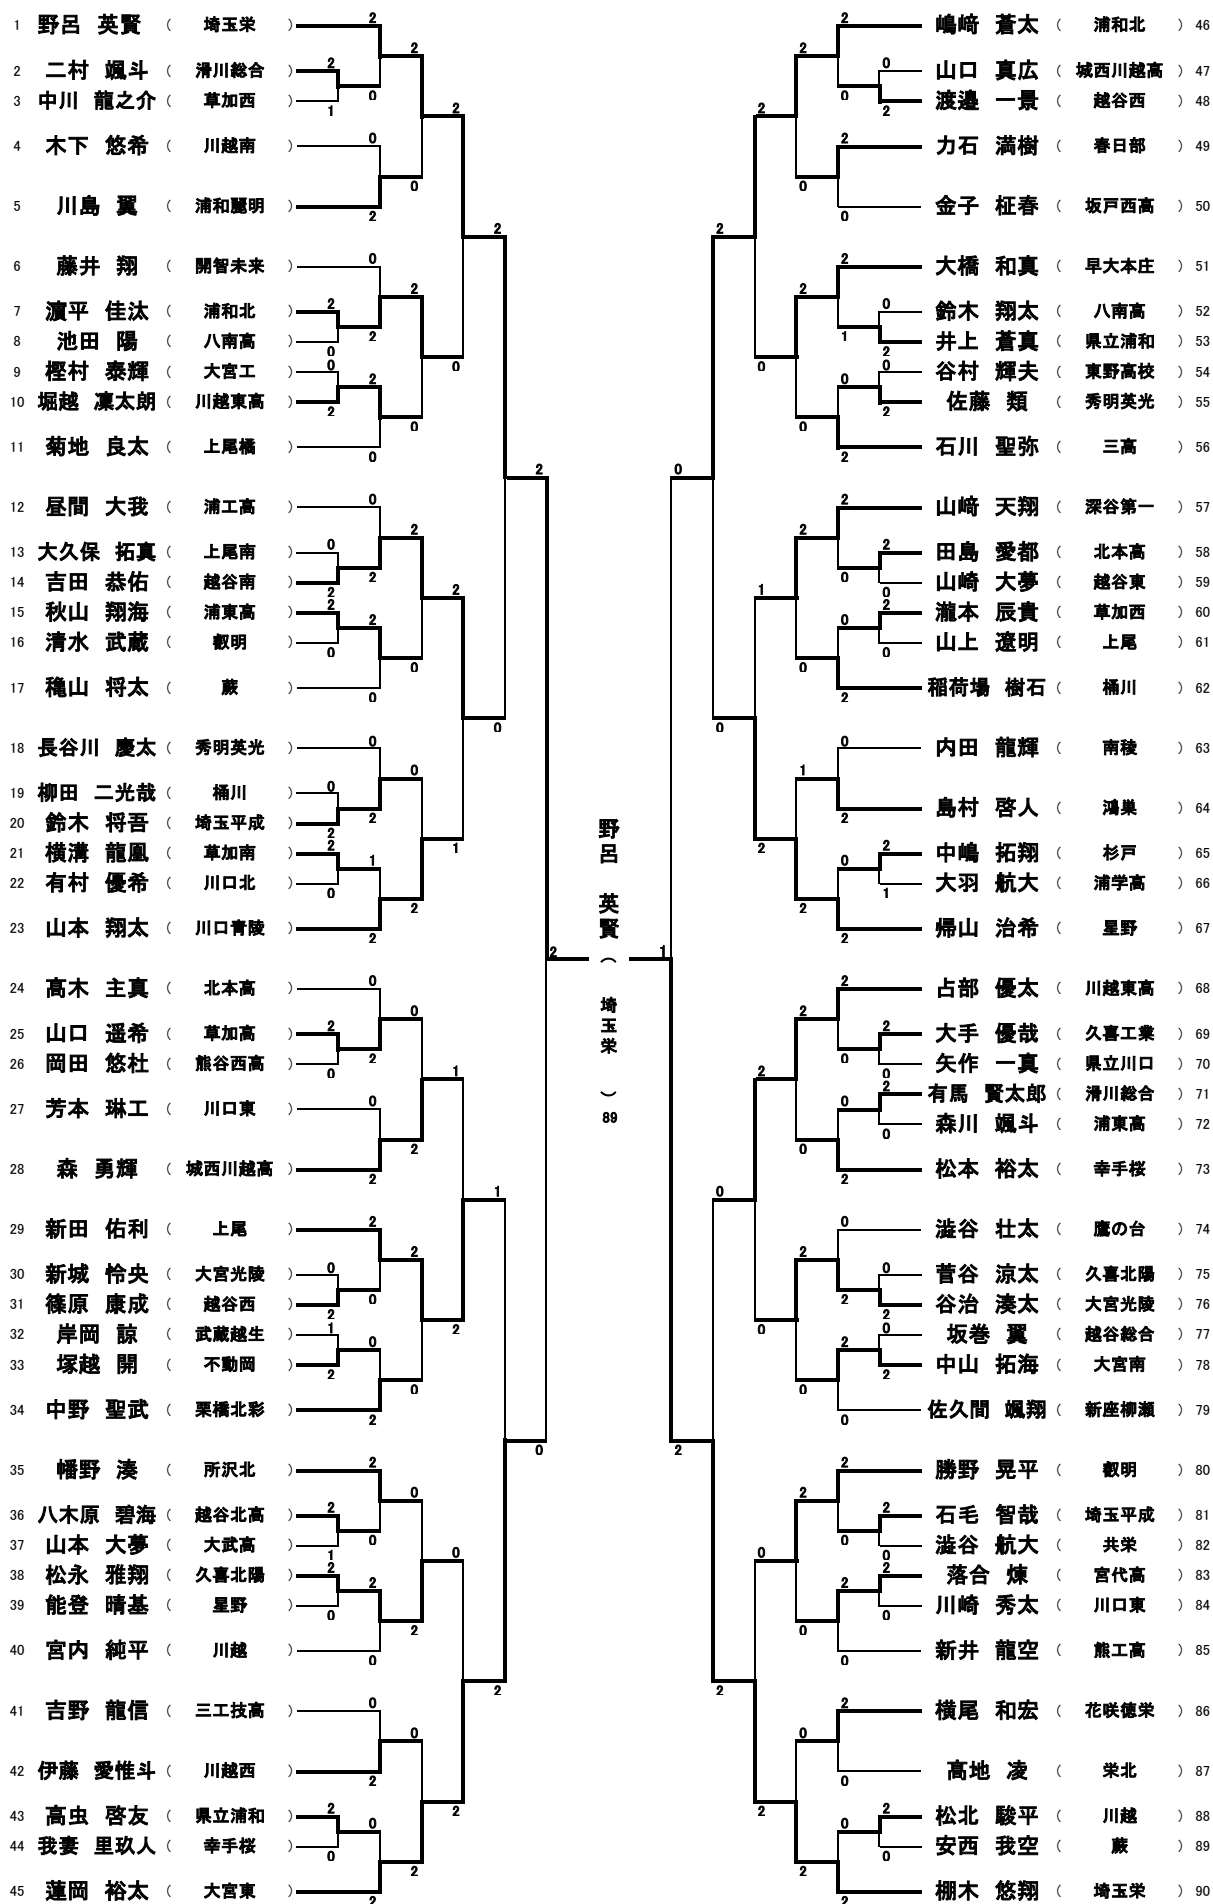 1 野呂 英賢 ( 埼玉栄 )
2 二村 颯斗 ( 滑川総合 )
3 中川 龍之介 ( 草加西 )
4 木下 悠希 ( 川越南 )
5 川島 翼 ( 浦和麗明 )
6 藤井 翔 ( 開智未来 )
7 濵平 佳汰 ( 浦和北 )
8 池田 陽 ( 八南高 )
9 樫村 泰輝 ( 大宮工 )
10 堀越 凜太朗 ( 川越東高 )
11 菊地 良太 ( 上尾橘 )
12 昼間 大我 ( 浦工高 )
13 大久保 拓真 ( 上尾南 )
14 吉田 恭佑 ( 越谷南 )
15 秋山 翔海 ( 浦東高 )
16 清水 武蔵 ( 叡明 )
17 穐山 将太 ( 蕨 )
18 長谷川 慶太 ( 秀明英光 )
19 柳田 二光哉 ( 桶川 )
20 鈴木 将吾 ( 埼玉平成 )
21 横溝 龍凰 ( 草加南 )
22 有村 優希 ( 川口北 )
23 山本 翔太 ( 川口青陵 )
24 髙木 主真 ( 北本高 )
25 山口 遥希 ( 草加高 )
26 岡田 悠杜 ( 熊谷西高 )
27 芳本 琳工 ( 川口東 )
28 森 勇輝 ( 城西川越高 )
29 新田 佑利 ( 上尾 )
30 新城 怜央 ( 大宮光陵 )
31 篠原 康成 ( 越谷西 )
32 岸岡 諒 ( 武蔵越生 )
33 塚越 開 ( 不動岡 )
34 中野 聖武 ( 栗橋北彩 )
35 幡野 湊 ( 所沢北 )
36 八木原 碧海 ( 越谷北高 )
37 山本 大夢 ( 大武高 )
38 松永 雅翔 ( 久喜北陽 )
39 能登 晴基 ( 星野 )
40 宮内 純平 ( 川越 )
41 吉野 龍信 ( 三工技高 )
42 伊藤 愛惟斗 ( 川越西 )
43 高虫 啓友 ( 県立浦和 )
44 我妻 里玖人 ( 幸手桜 )
45 蓮岡 裕太 ( 大宮東 )
野呂 英賢 ( 埼玉栄 ) 89
嶋﨑 蒼太 ( 浦和北 ) 46
山口 真広 ( 城西川越高 ) 47
渡邉 一景 ( 越谷西 ) 48
力石 満樹 ( 春日部 ) 49
金子 柾春 ( 坂戸西高 ) 50
大橋 和真 ( 早大本庄 ) 51
鈴木 翔太 ( 八南高 ) 52
井上 蒼真 ( 県立浦和 ) 53
谷村 輝夫 ( 東野高校 ) 54
佐藤 類 ( 秀明英光 ) 55
石川 聖弥 ( 三高 ) 56
山﨑 天翔 ( 深谷第一 ) 57
田島 愛都 ( 北本高 ) 58
山崎 大夢 ( 越谷東 ) 59
瀧本 辰貴 ( 草加西 ) 60
山上 遼明 ( 上尾 ) 61
稲荷場 樹石 ( 桶川 ) 62
内田 龍輝 ( 南稜 ) 63
島村 啓人 ( 鴻巣 ) 64
中嶋 拓翔 ( 杉戸 ) 65
大羽 航大 ( 浦学高 ) 66
帰山 治希 ( 星野 ) 67
占部 優太 ( 川越東高 ) 68
大手 優哉 ( 久喜工業 ) 69
矢作 一真 ( 県立川口 ) 70
有馬 賢太郎 ( 滑川総合 ) 71
森川 颯斗 ( 浦東高 ) 72
松本 裕太 ( 幸手桜 ) 73
澁谷 壮太 ( 鷹の台 ) 74
菅谷 涼太 ( 久喜北陽 ) 75
谷治 湊太 ( 大宮光陵 ) 76
坂巻 翼 ( 越谷総合 ) 77
中山 拓海 ( 大宮南 ) 78
佐久間 颯翔 ( 新座柳瀬 ) 79
勝野 晃平 ( 叡明 ) 80
石毛 智哉 ( 埼玉平成 ) 81
澁谷 航大 ( 共栄 ) 82
落合 煉 ( 宮代高 ) 83
川崎 秀太 ( 川口東 ) 84
新井 龍空 ( 熊工高 ) 85
横尾 和宏 ( 花咲徳栄 ) 86
髙地 凌 ( 栄北 ) 87
松北 駿平 ( 川越 ) 88
安西 我空 ( 蕨 ) 89
棚木 悠翔 ( 埼玉栄 ) 90